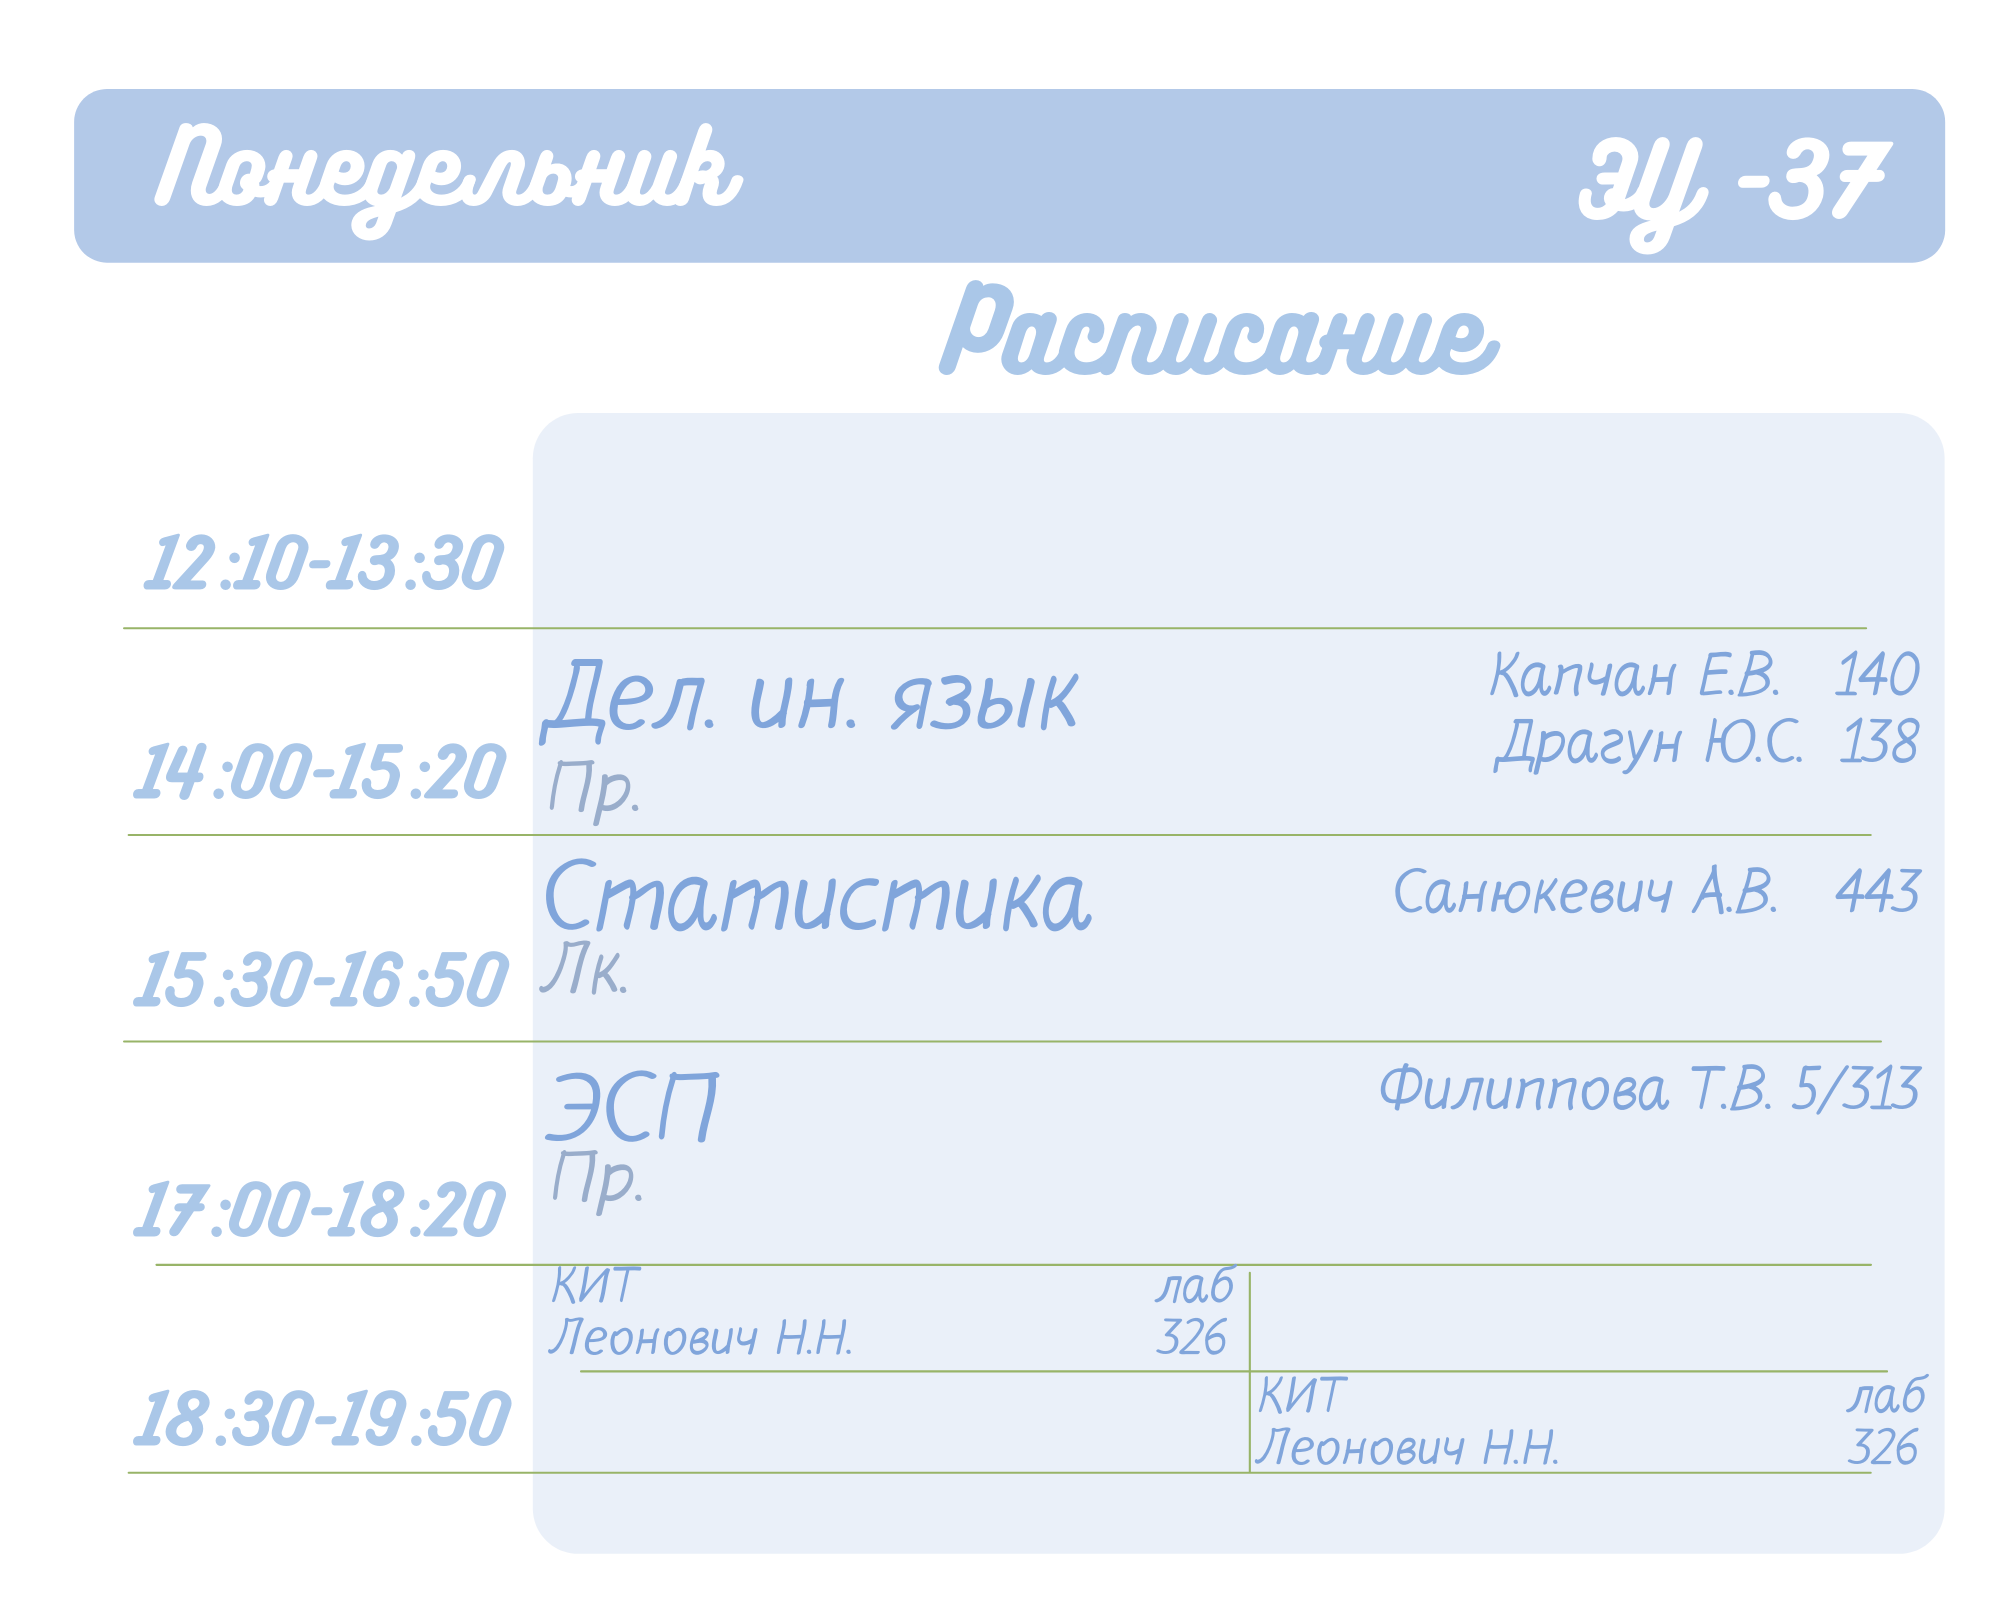 Понедельник ЭЦ -37
Расписание
12:10-13:30
Дел. ин. язык Капчан Е.В. 140
Драгун Ю.С. 138
14:00-15:20 Пр.
Статистика Санюкевич А.В. 443
15:30-16:50 Лк.
ЭСП Филиппова Т.В. 5/313
Пр.
17:00-18:20
КИТ лаб
Леонович Н.Н. 326
18:30-19:50 КИТ лаб
Леонович Н.Н. 326